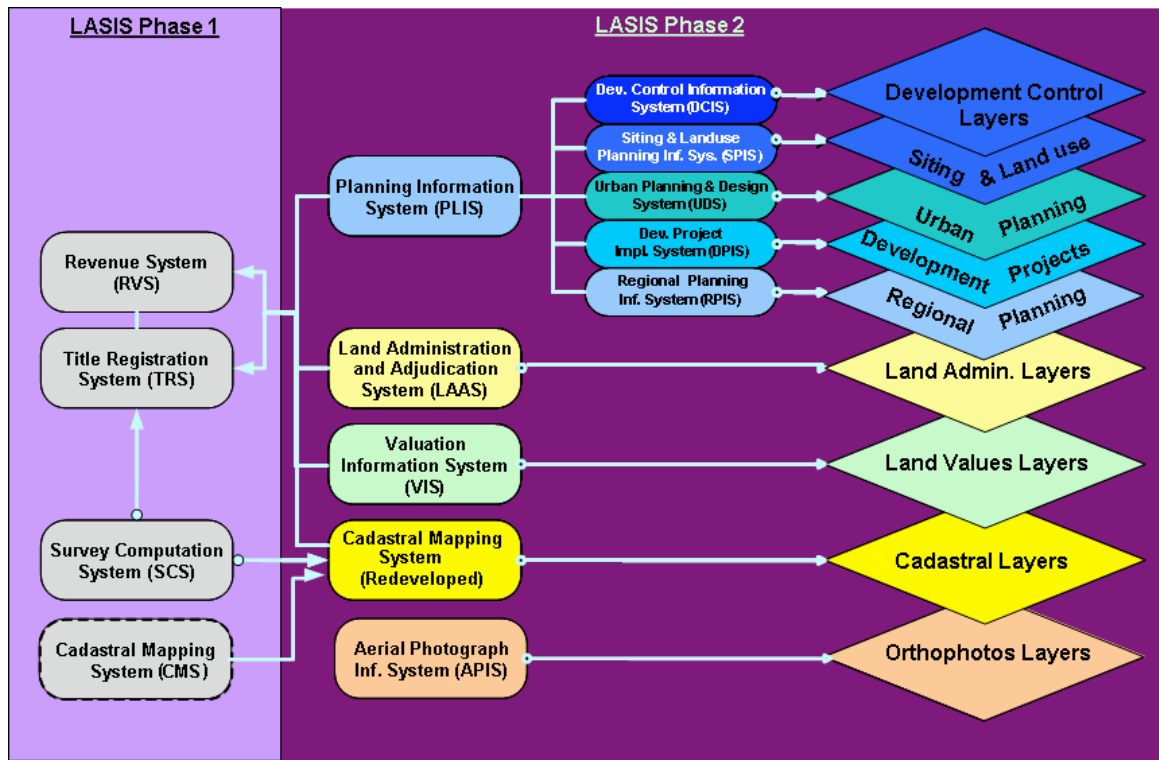 LASIS Phase 1
LASIS Phase 2
Revenue System
(RVS)
Title Registration
System (TRS)
Survey Computation
System (SCS)
Cadastral Mapping
System (CMS)
Planning Information
System (PLIS)
Land Administration
and Adjudication
System (LAAS)
Valuation
Information System
(VIS)
Cadastral Mapping
System
(Redeveloped)
Aerial Photograph
Inf. System (APIS)
Dev. Control Information
System (DCIS)
Siting & Landuse
Planning Inf. Sys. (SPIS)
Urban Planning & Design
System (UDS)
Dev. Project
Impl. System (DPIS)
Regional Planning
Inf. System (RPIS)
Development Control
Layers
Siting & Land use
Urban Planning
Development Projects
Regional Planning
Land Admin. Layers
Land Values Layers
Cadastral Layers
Orthophotos Layers